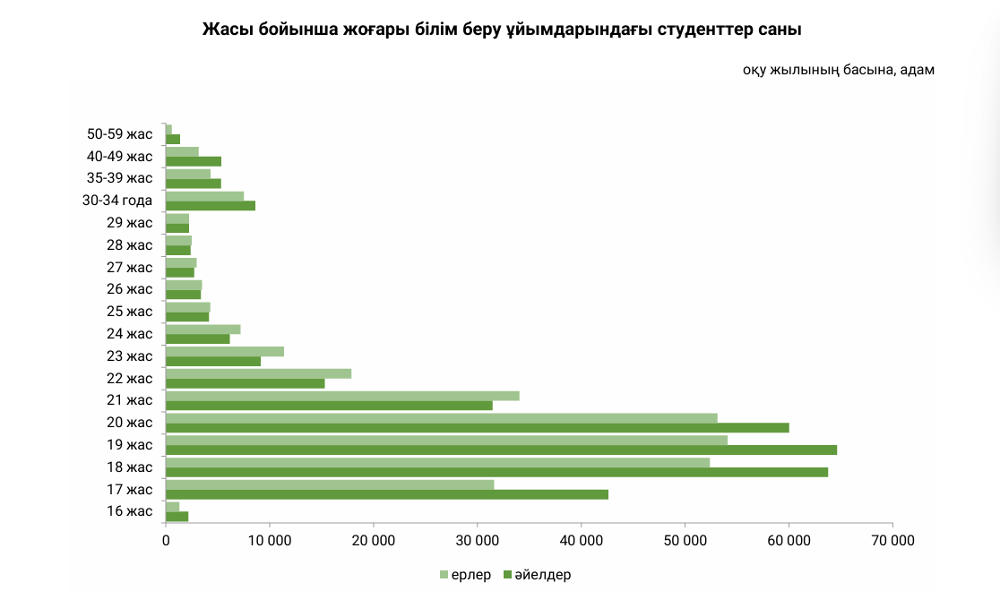 Жасы бойынша жоғары білім беру ұйымдарындағы студенттер саны
оқу жылының басына, адам
50-59 жас
40-49 жас
35-39 жас
30-34 года
29 жас
28 жас
27 жас
26 жас
25 жас
24 жас
23 жас
22 жас
21 жас
20 жас
19 жас
18 жас
17 жас
16 жас
0 10 000 20 000 30 000 40 000 50 000 60 000 70 000
ерлер әйелдер